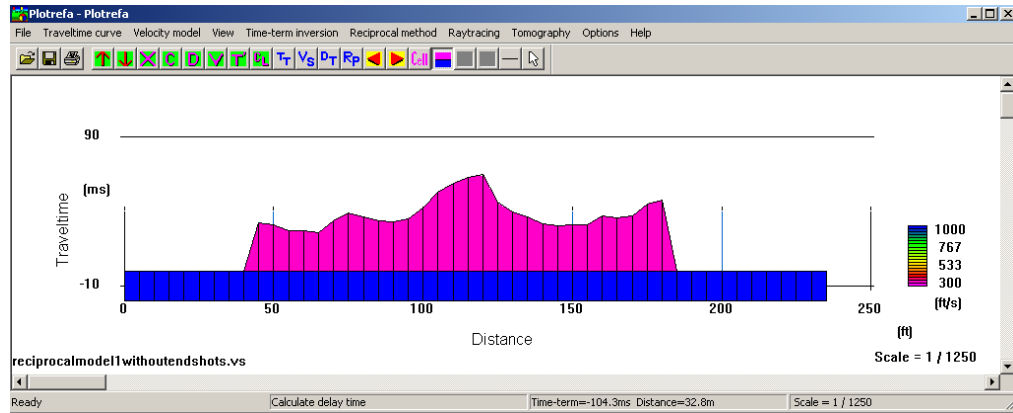 Plotrefa - Plotrefa
File Traveltime curve Velocity model View Time-term inversion Reciprocal method Raytracing Tomography Options Help
C D TT VS DT RP Cell
90
(ms)
Traveltime
-10
0 50 100 150 200 250
1000
767
533
300
(ft/s)
(ft)
Distance
reciprocalmodel1withoutendshots.vs
Scale = 1 / 1250
Ready Calculate delay time Time-term=-104.3ms Distance=32.8m Scale = 1 / 1250